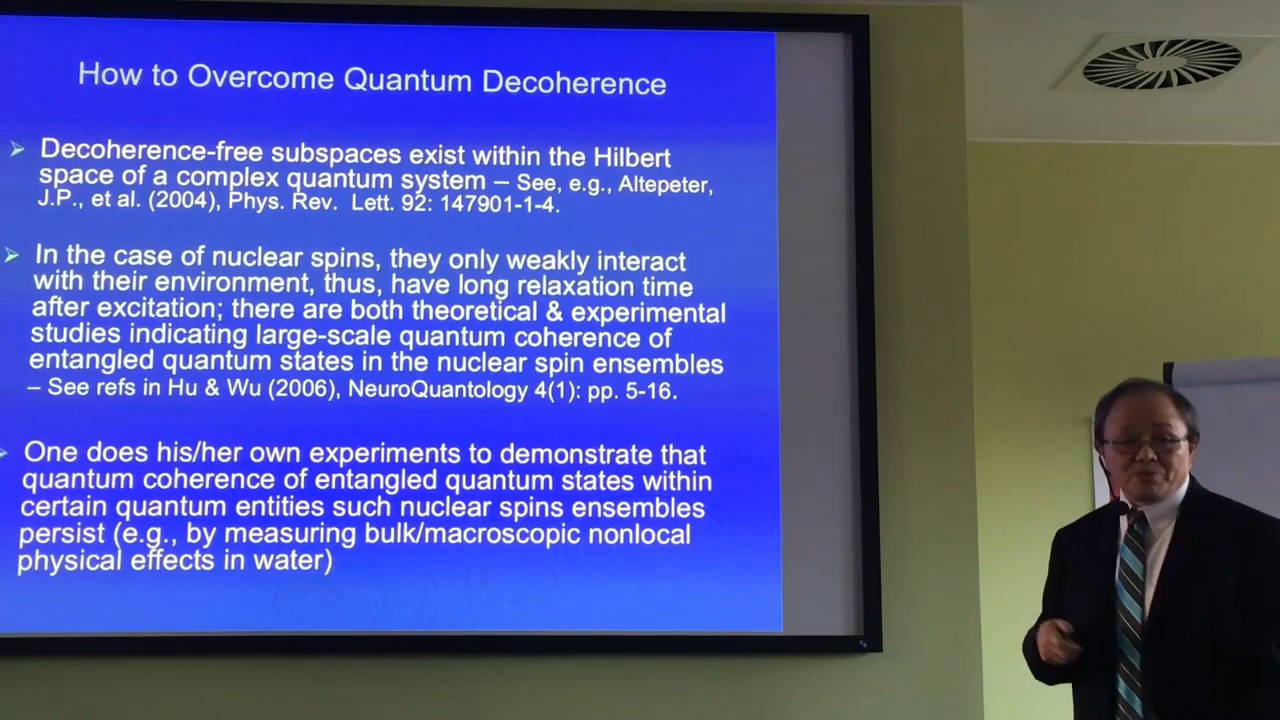 How to Overcome Quantum Decoherence
Decoherence-free subspaces exist within the Hilbert
space of a complex quantum system – See, e.g., Altepeter,
J.P., et al. (2004), Phys. Rev. Lett. 92: 147901-1-4.
In the case of nuclear spins, they only weakly interact
with their environment, thus, have long relaxation time
after excitation; there are both theoretical & experimental
studies indicating large-scale quantum coherence of
entangled quantum states in the nuclear spin ensembles
– See refs in Hu & Wu (2006), NeuroQuantology 4(1): pp. 5-16.
One does his/her own experiments to demonstrate that
quantum coherence of entangled quantum states within
certain quantum entities such nuclear spins ensembles
persist (e.g., by measuring bulk/macroscopic nonlocal
physical effects in water)